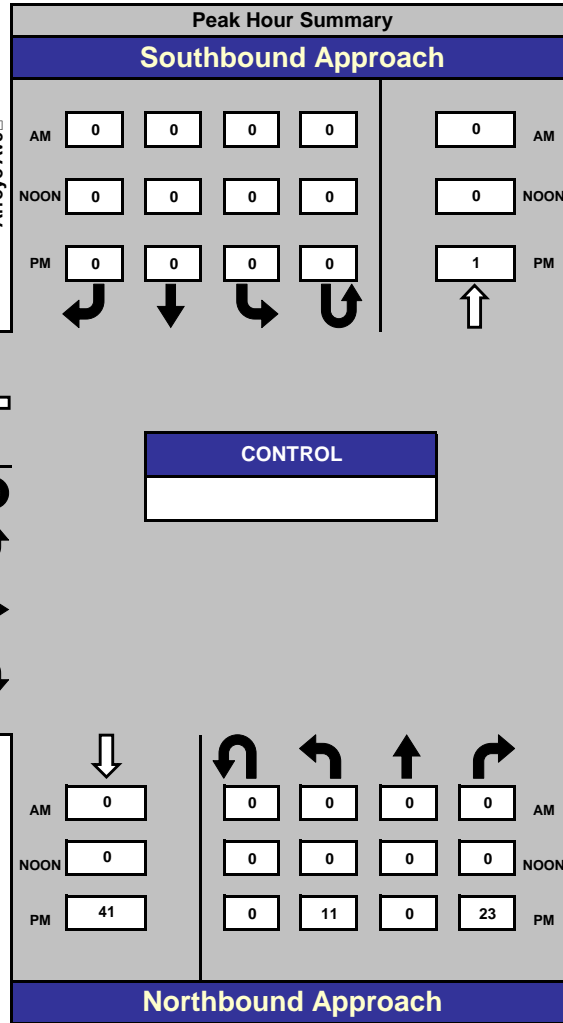 Peak Hour Summary
Southbound Approach
AM 0 0 0 0 0 AM
NOON 0 0 0 0 0 NOON
PM 0 0 0 0 1 PM
CONTROL
AM 0 0 0 0 0 AM
NOON 0 0 0 0 0 NOON
PM 41 0 11 0 23 PM
Northbound Approach